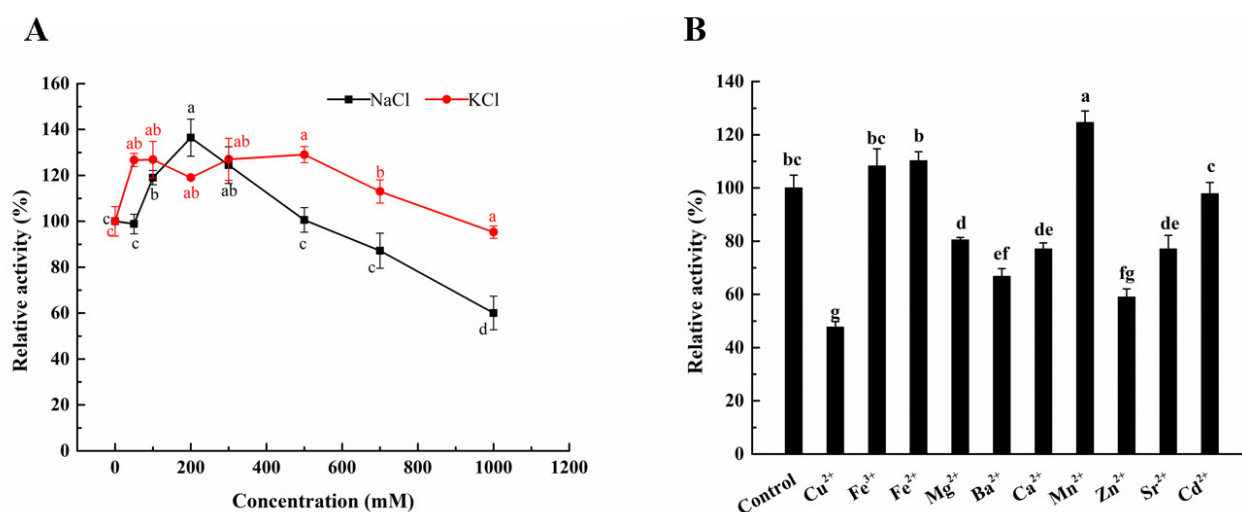 A
160
140
120
100
80
60
40
20
0
Relative activity (%)
NaCl
KCl
a
ab
ab
ab
a
c
b
ab
ab
b
c
c
c
c
a
d
0
200
400
600
800
1000
1200
Concentration (mM)
B
140
120
100
80
60
40
20
0
Relative activity (%)
bc
g
bc
b
d
ef
de
a
fg
de
c
Control
Cu²⁺
Fe³⁺
Fe²⁺
Mg²⁺
Ba²⁺
Ca²⁺
Mn²⁺
Zn²⁺
Sr²⁺
Cd²⁺